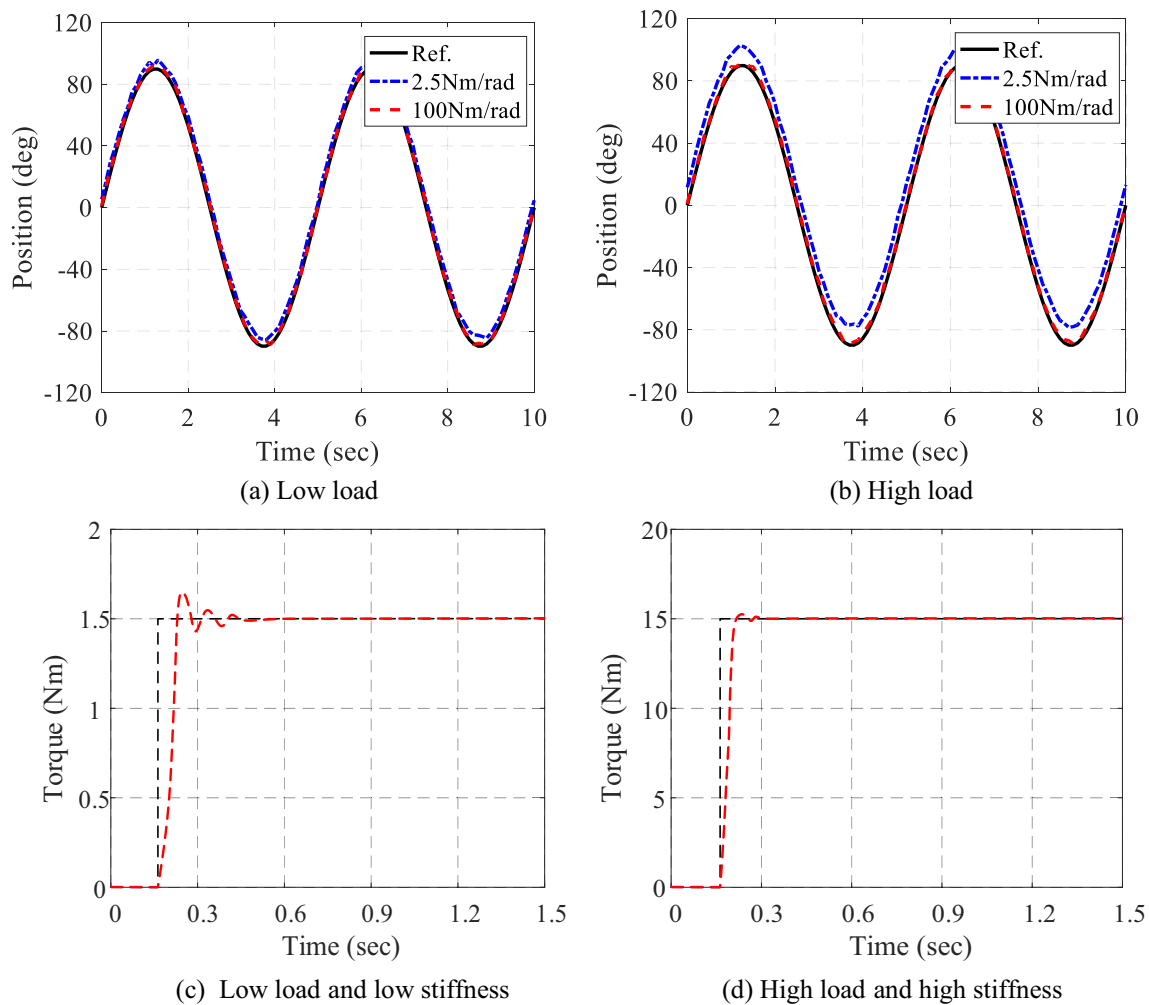 120
80
40
0
-40
-80
-120
Position (deg)
0 2 4 6 8 10
Time (sec)
Ref.
2.5Nm/rad
100Nm/rad
(a) Low load
120
80
40
0
-40
-80
-120
Position (deg)
0 2 4 6 8 10
Time (sec)
Ref.
2.5Nm/rad
100Nm/rad
(b) High load
2
1.5
1
0.5
0
Torque (Nm)
0 0.3 0.6 0.9 1.2 1.5
Time (sec)
(c) Low load and low stiffness
20
15
10
5
0
Torque (Nm)
0 0.3 0.6 0.9 1.2 1.5
Time (sec)
(d) High load and high stiffness